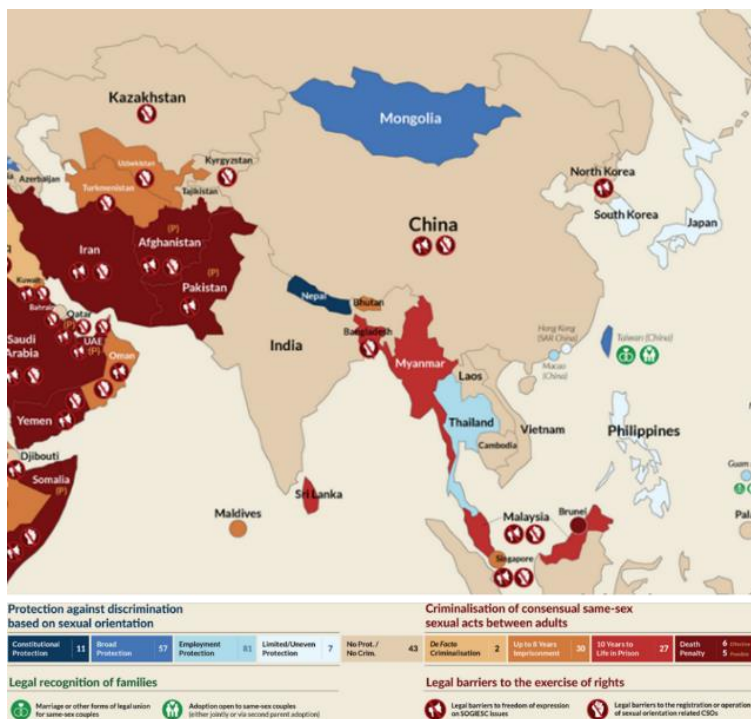 Kazakhstan
Mongolia
Azerbaijan
Uzbekistan
Kyrgyzstan
Turkmenistan
Tajikistan
North Korea
South Korea
Japan
China
Iran
Afghanistan
(P)
(P)
Pakistan
Kuwait
Bahrain
Qatar
(P)
UAE
(P)
Saudi
Arabia
Oman
Yemen
Nepal
Bhutan
India
Bangladesh
Myanmar
Hong Kong
(SAR China)
Macao
(China)
Taiwan (China)
Laos
Thailand
Vietnam
Cambodia
Philippines
Djibouti
Somalia
(P)
Sri Lanka
Maldives
Malaysia
Brunei
Singapore
Guam
Pala
Protection against discrimination
based on sexual orientation
Constitutional
Protection 11
Broad
Protection 57
Employment
Protection 81
Limited/Uneven
Protection 7
No Prot. /
No Crim. 43
Criminalisation of consensual same-sex
sexual acts between adults
De Facto
Criminalisation 2
Up to 8 Years
Imprisonment 30
10 Years to
Life in Prison 27
Death
Penalty
6 Effective
5 Possible
Legal recognition of families
Marriage or other forms of legal union
for same-sex couples
Adoption open to same-sex couples
(either jointly or via second parent adoption)
Legal barriers to the exercise of rights
Legal barriers to freedom of expression
on SOGIESC Issues
Legal barriers to the registration or operation
of sexual orientation related CSOs